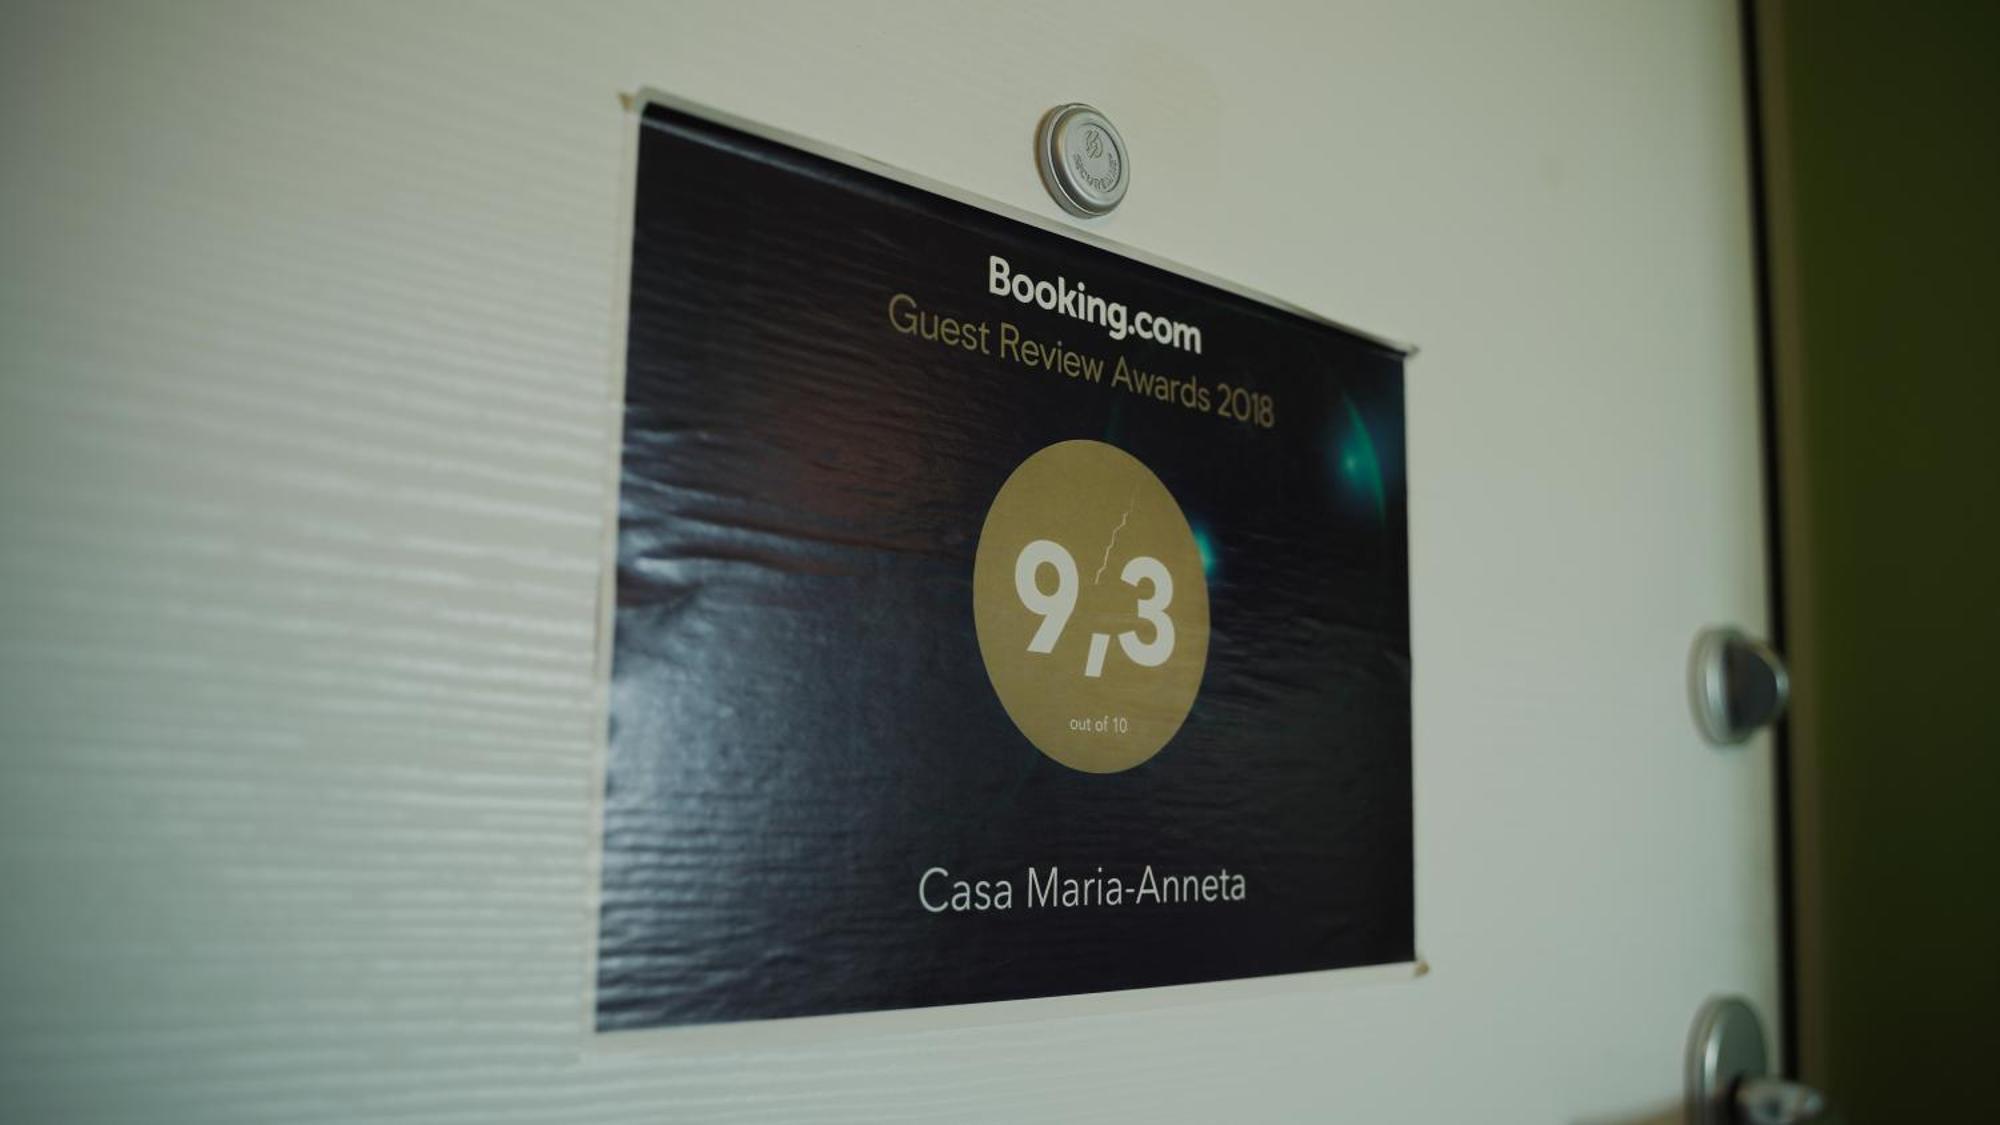 Booking.com
Guest Review Awards 2018
9,3
out of 10
Casa Maria-Anneta